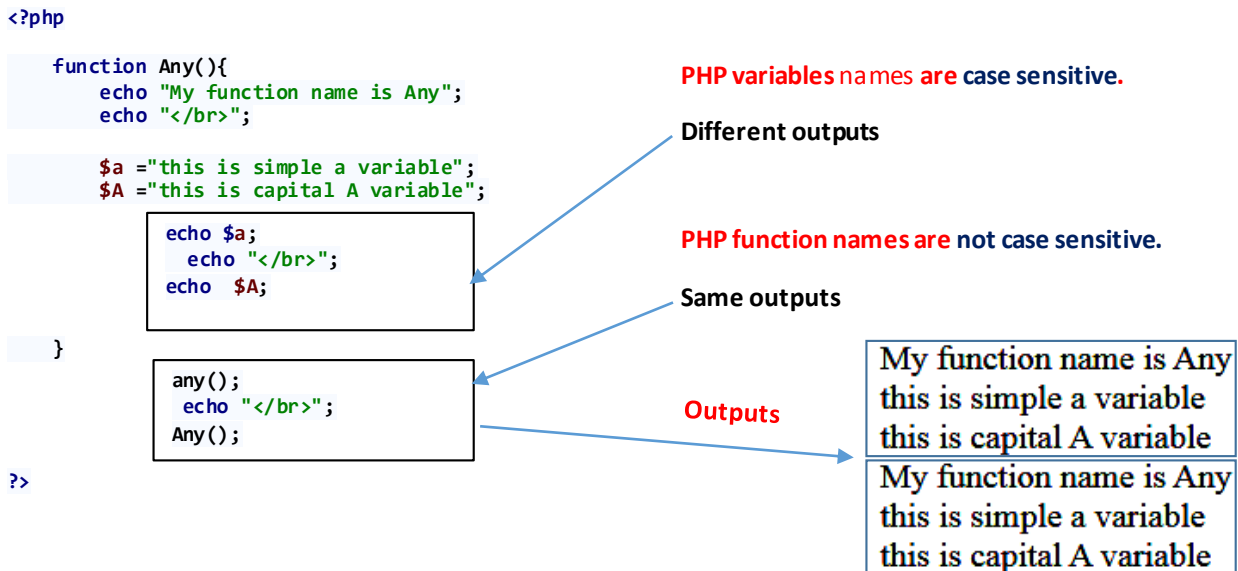 <?php
function Any(){
echo "My function name is Any";
echo "</br>";
$a ="this is simple a variable";
$A ="this is capital A variable";
echo $a;
echo "</br>";
echo $A;
}
any();
echo "</br>";
Any();
?>
PHP variables names are case sensitive.
Different outputs
PHP function names are not case sensitive.
Same outputs
Outputs
My function name is Any
this is simple a variable
this is capital A variable
My function name is Any
this is simple a variable
this is capital A variable